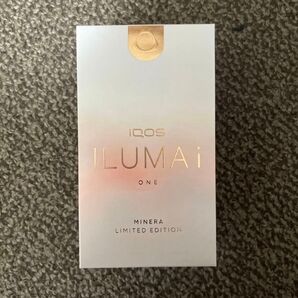 IQOS
ILUMA i
ONE
MINERA
LIMITED EDITION